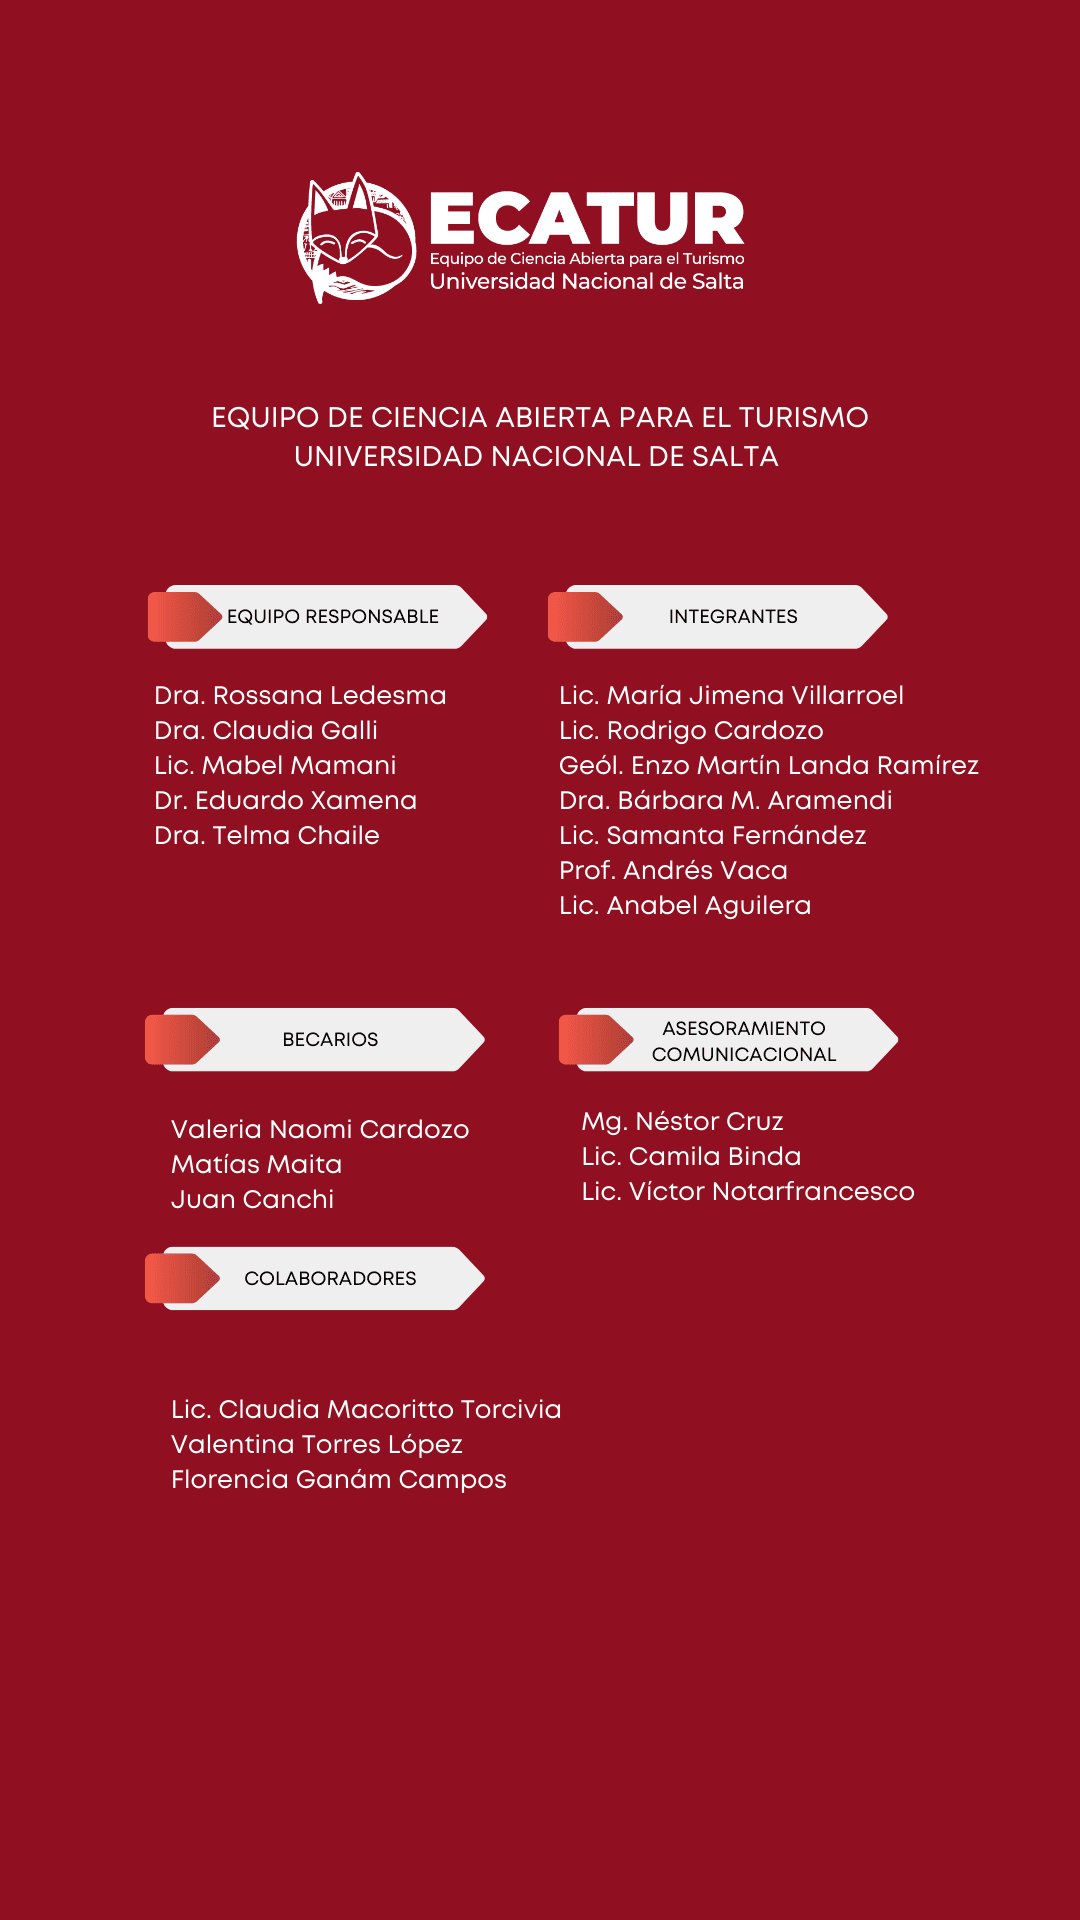 ECATUR
Equipo de Ciencia Abierta para el Turismo
Universidad Nacional de Salta
EQUIPO DE CIENCIA ABIERTA PARA EL TURISMO
UNIVERSIDAD NACIONAL DE SALTA
EQUIPO RESPONSABLE
Dra. Rossana Ledesma
Dra. Claudia Galli
Lic. Mabel Mamani
Dr. Eduardo Xamena
Dra. Telma Chaile
INTEGRANTES
Lic. María Jimena Villarroel
Lic. Rodrigo Cardozo
Geól. Enzo Martín Landa Ramírez
Dra. Bárbara M. Aramendi
Lic. Samanta Fernández
Prof. Andrés Vaca
Lic. Anabel Aguilera
BECARIOS
Valeria Naomi Cardozo
Matías Maita
Juan Canchi
ASESORAMIENTO
COMUNICACIONAL
Mg. Néstor Cruz
Lic. Camila Binda
Lic. Víctor Notarfrancesco
COLABORADORES
Lic. Claudia Macoritto Torcivia
Valentina Torres López
Florencia Ganám Campos